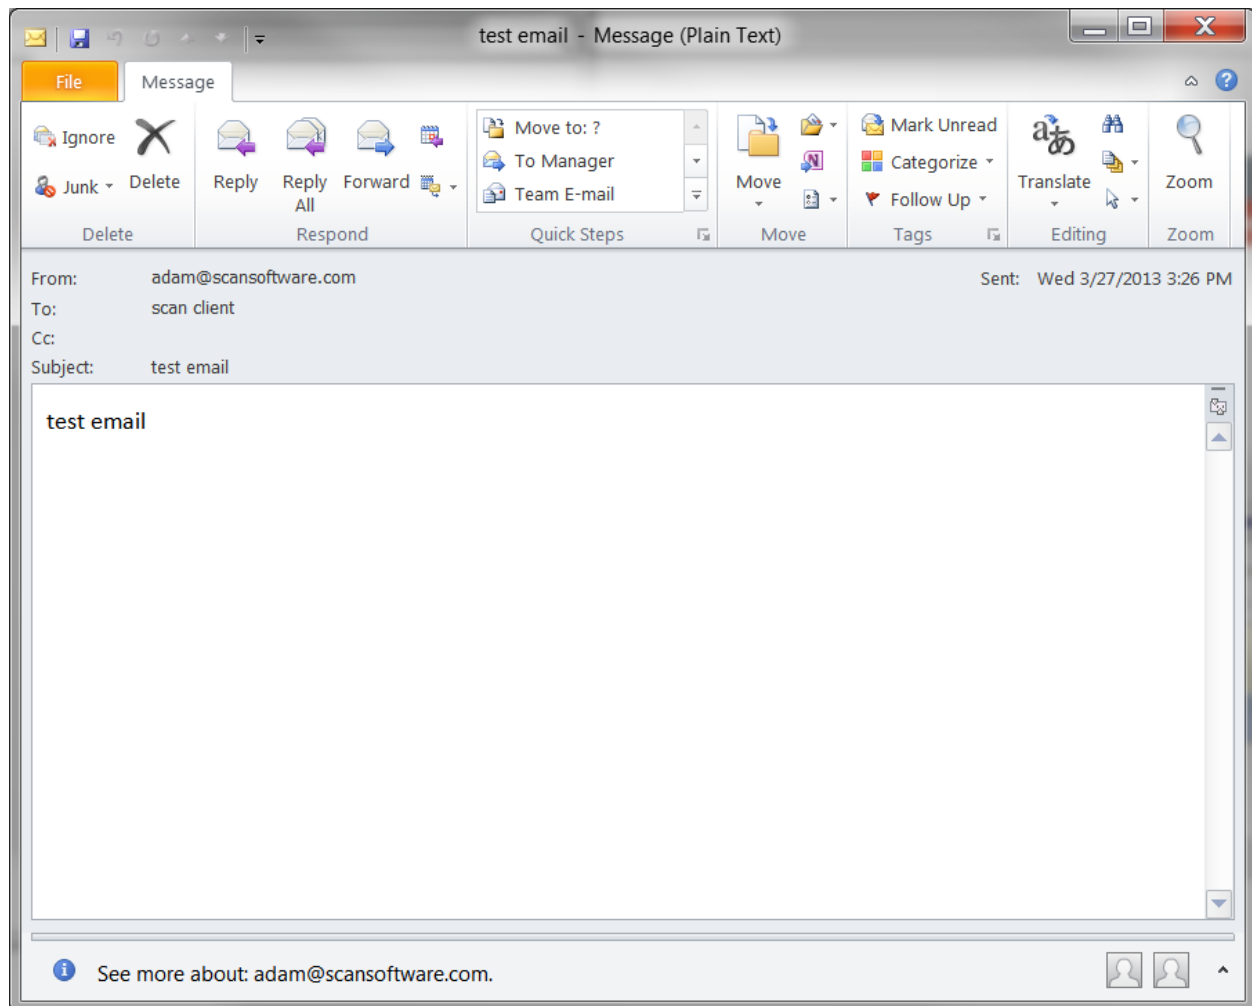 test email - Message (Plain Text)
File Message
Ignore
Junk
Delete
Reply
Reply All
Forward
Move to: ?
To Manager
Team E-mail
Move
Mark Unread
Categorize
Follow Up
Translate
Zoom
Delete Respond Quick Steps Move Tags Editing Zoom
From: adam@scansoftware.com Sent: Wed 3/27/2013 3:26 PM
To: scan client
Cc:
Subject: test email
test email
See more about: adam@scansoftware.com.